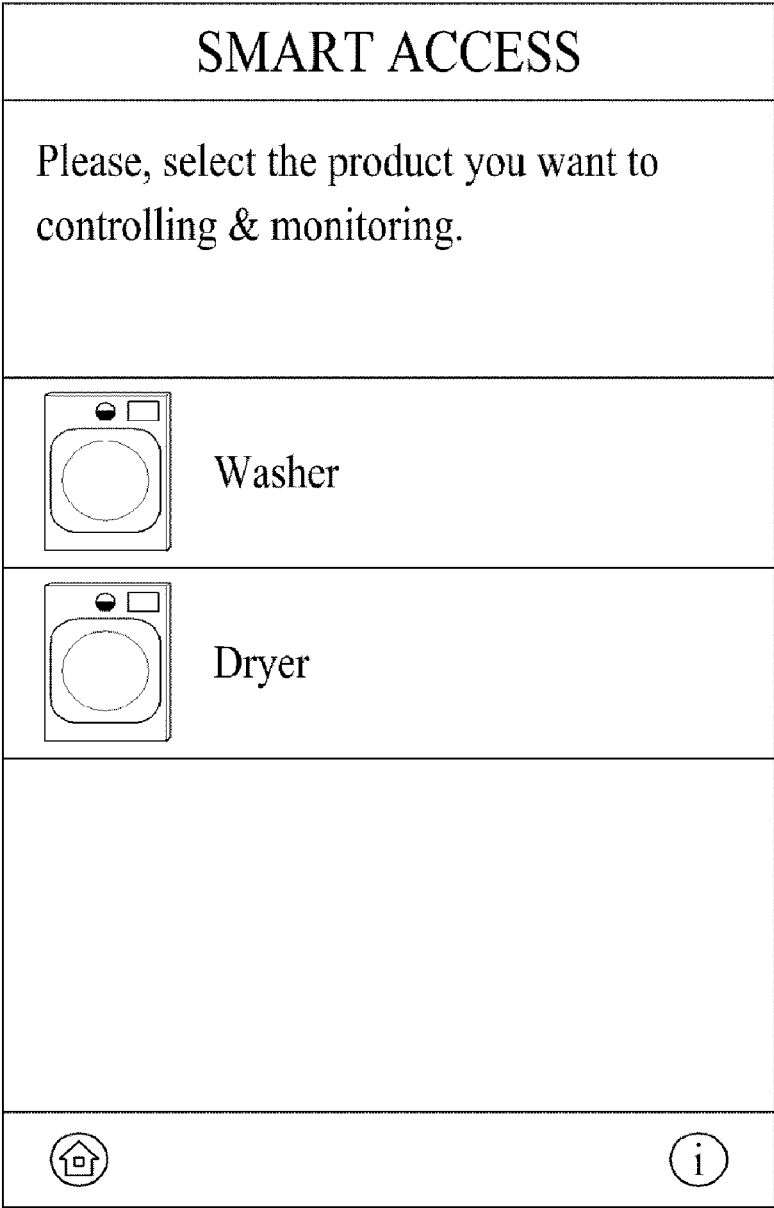 SMART ACCESS
Please, select the product you want to
controlling & monitoring.
Washer
Dryer
i